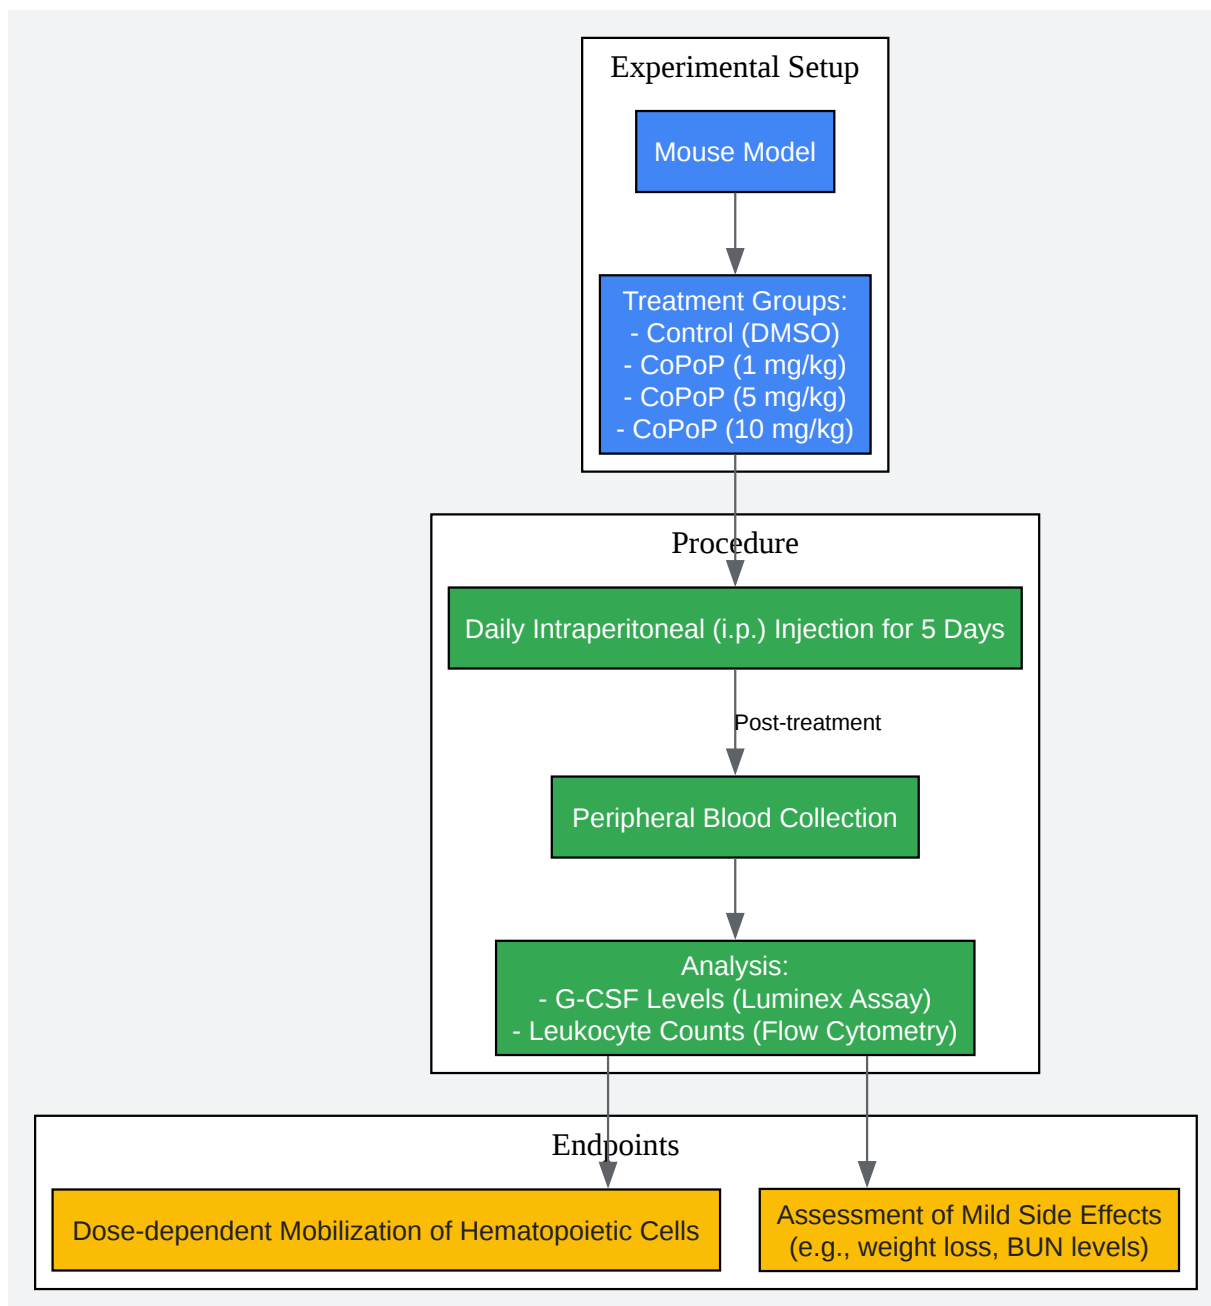 Experimental Setup
Mouse Model
Treatment Groups:
- Control (DMSO)
- CoPoP (1 mg/kg)
- CoPoP (5 mg/kg)
- CoPoP (10 mg/kg)
Procedure
Daily Intraperitoneal (i.p.) Injection for 5 Days
Post-treatment
Peripheral Blood Collection
Analysis:
- G-CSF Levels (Luminex Assay)
- Leukocyte Counts (Flow Cytometry)
Endpoints
Dose-dependent Mobilization of Hematopoietic Cells
Assessment of Mild Side Effects
(e.g., weight loss, BUN levels)